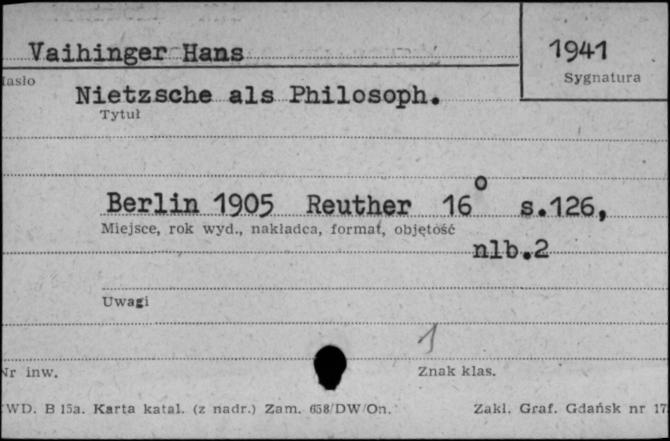 Vaihinger Hans
1941
Sygnatura
Nietzsche als Philosoph.
Tytuł
Berlin 1905 Reuther 16° s.126,
Miejsce, rok wyd., nakładca, format, objętość
nlb.2
Uwagi
1
Nr inw.
Znak klas.
WD. B 15a. Karta katal. (z nadr.) Zam. 658/DW/On.
Zakl. Graf. Gdańsk nr 17